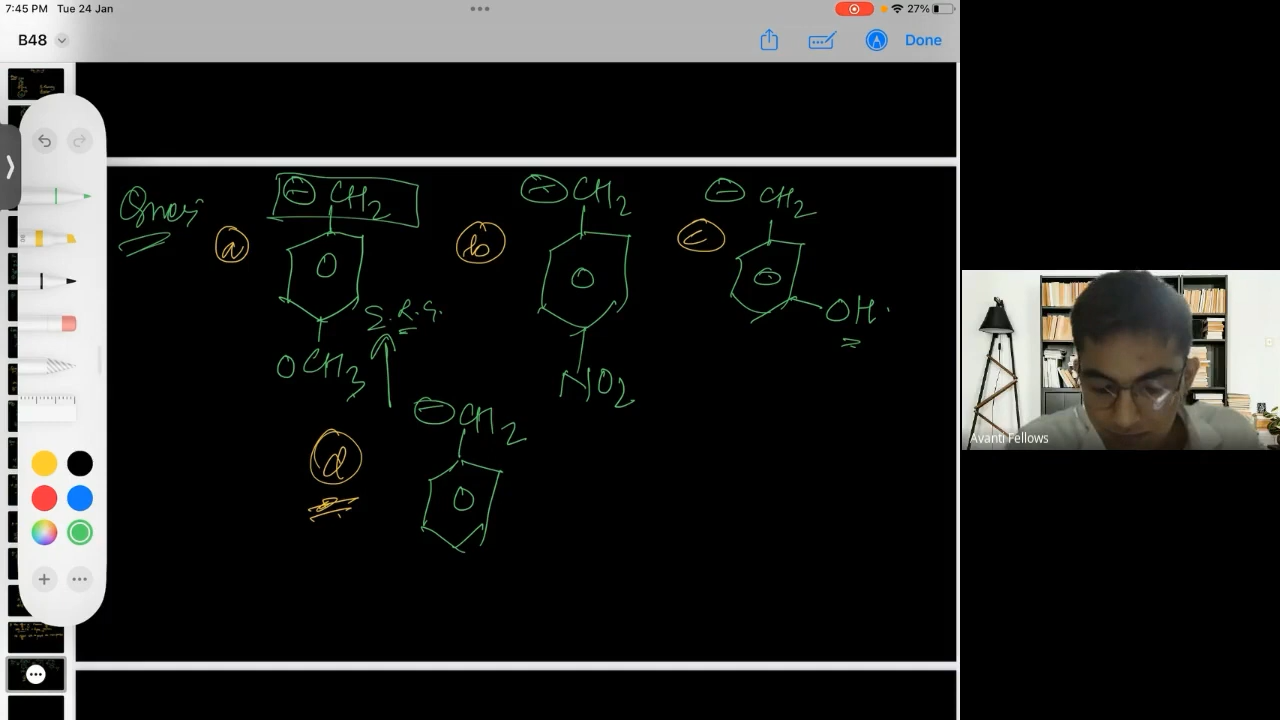 7:45 PM Tue 24 Jan
27%
B48
Done
Ques
a
⊖ CH2
OCH3
E.R.G.
b
⊖ CH2
NO2
c
⊖ CH2
OH
d
⊖ CH2
Avanti Fellows